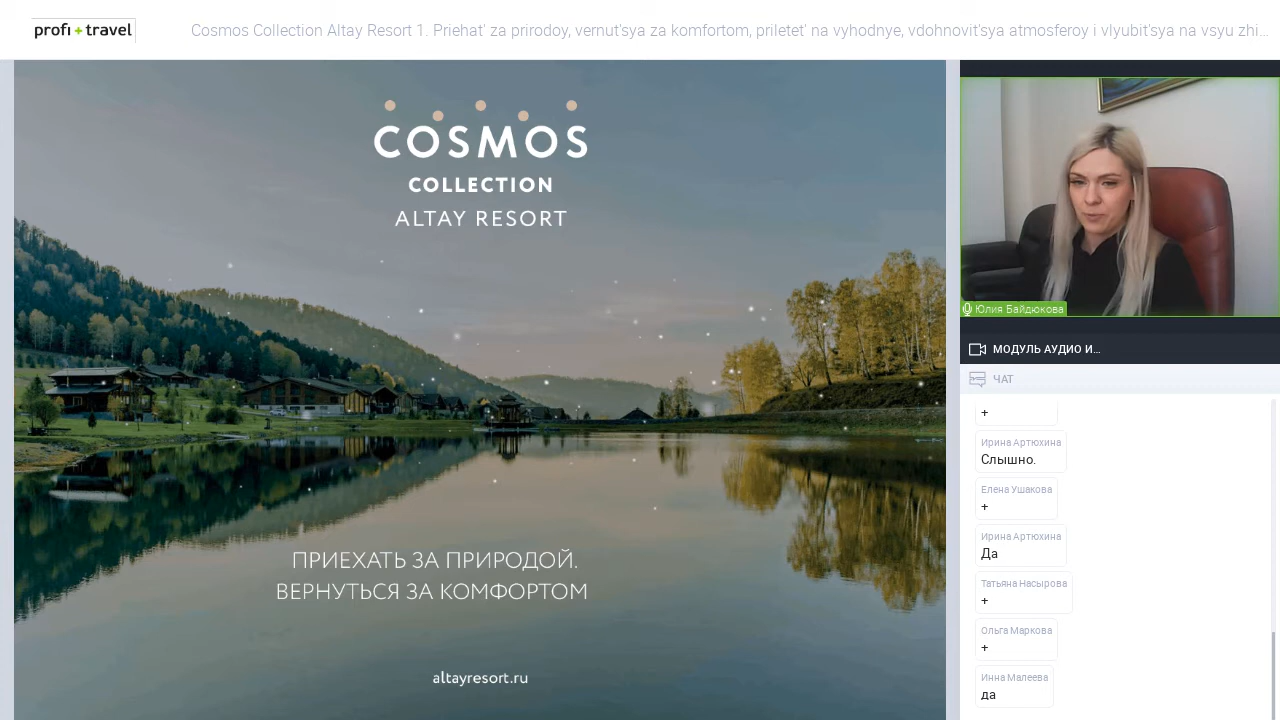 profi + travel
Cosmos Collection Altay Resort 1. Priehat' za prirodoy, vernut'sya za komfortom, priletet' na vyhodnye, vdohnovit'sya atmosferoy i vlyubit'sya na vsyu zhi...
COSMOS
COLLECTION
ALTAY RESORT
ПРИЕХАТЬ ЗА ПРИРОДОЙ.
ВЕРНУТЬСЯ ЗА КОМФОРТОМ
altayresort.ru
Юлия Байдюкова
МОДУЛЬ АУДИО И...
ЧАТ
+
Ирина Артюхина
Слышно.
Елена Ушакова
+
Ирина Артюхина
Да
Татьяна Насырова
+
Ольга Маркова
+
Инна Малеева
да